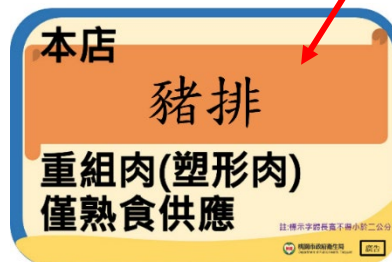 本店
豬排
重組肉(塑形肉)
僅熟食供應
註:標示字體長寬不得小於二公分
桃園市政府衛生局
廣告